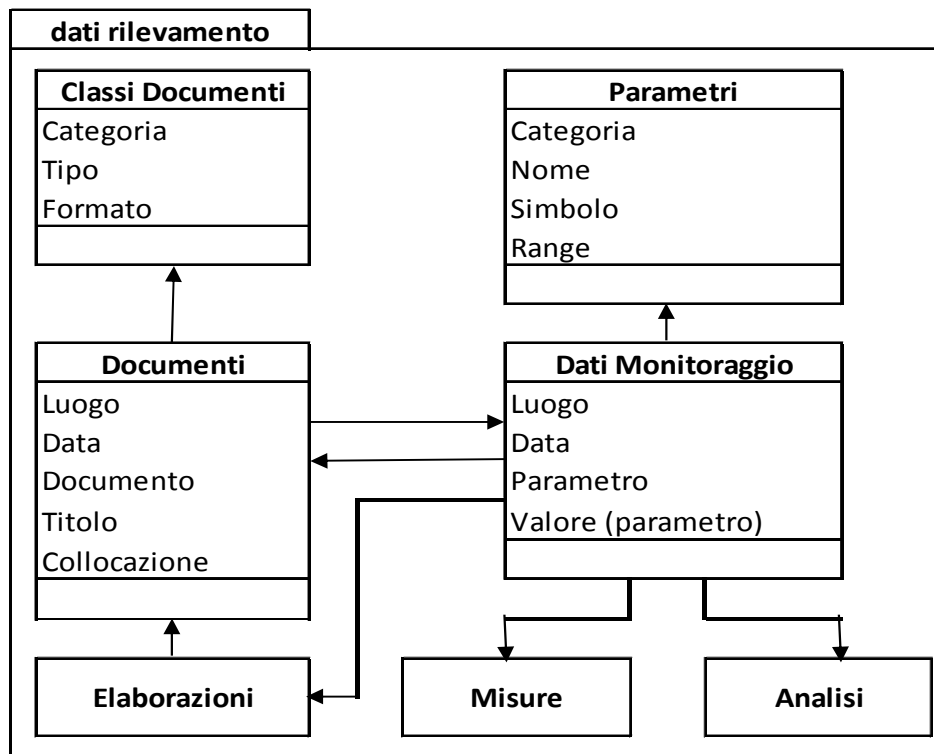 dati rilevamento
Classi Documenti
Categoria
Tipo
Formato
Parametri
Categoria
Nome
Simbolo
Range
Documenti
Luogo
Data
Documento
Titolo
Collocazione
Dati Monitoraggio
Luogo
Data
Parametro
Valore (parametro)
Elaborazioni
Misure
Analisi